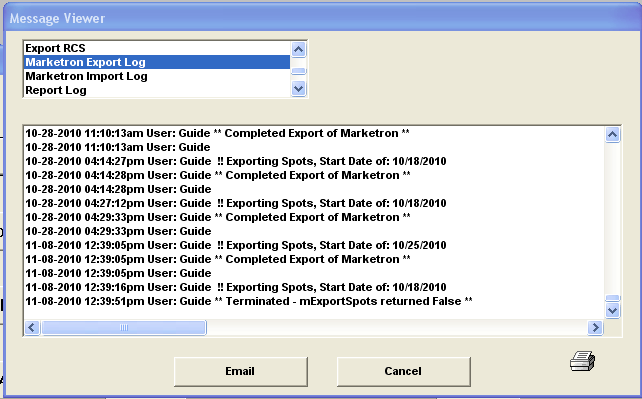 Message Viewer
Export RCS
Marketron Export Log
Marketron Import Log
Report Log
10-28-2010 11:10:13am User: Guide ** Completed Export of Marketron **
10-28-2010 11:10:13am User: Guide
10-28-2010 04:14:27pm User: Guide !! Exporting Spots, Start Date of: 10/18/2010
10-28-2010 04:14:28pm User: Guide ** Completed Export of Marketron **
10-28-2010 04:14:28pm User: Guide
10-28-2010 04:27:12pm User: Guide !! Exporting Spots, Start Date of: 10/18/2010
10-28-2010 04:29:33pm User: Guide ** Completed Export of Marketron **
10-28-2010 04:29:33pm User: Guide
11-08-2010 12:39:05pm User: Guide !! Exporting Spots, Start Date of: 10/25/2010
11-08-2010 12:39:05pm User: Guide ** Completed Export of Marketron **
11-08-2010 12:39:05pm User: Guide
11-08-2010 12:39:16pm User: Guide !! Exporting Spots, Start Date of: 10/18/2010
11-08-2010 12:39:51pm User: Guide ** Terminated - mExportSpots returned False **
Email
Cancel